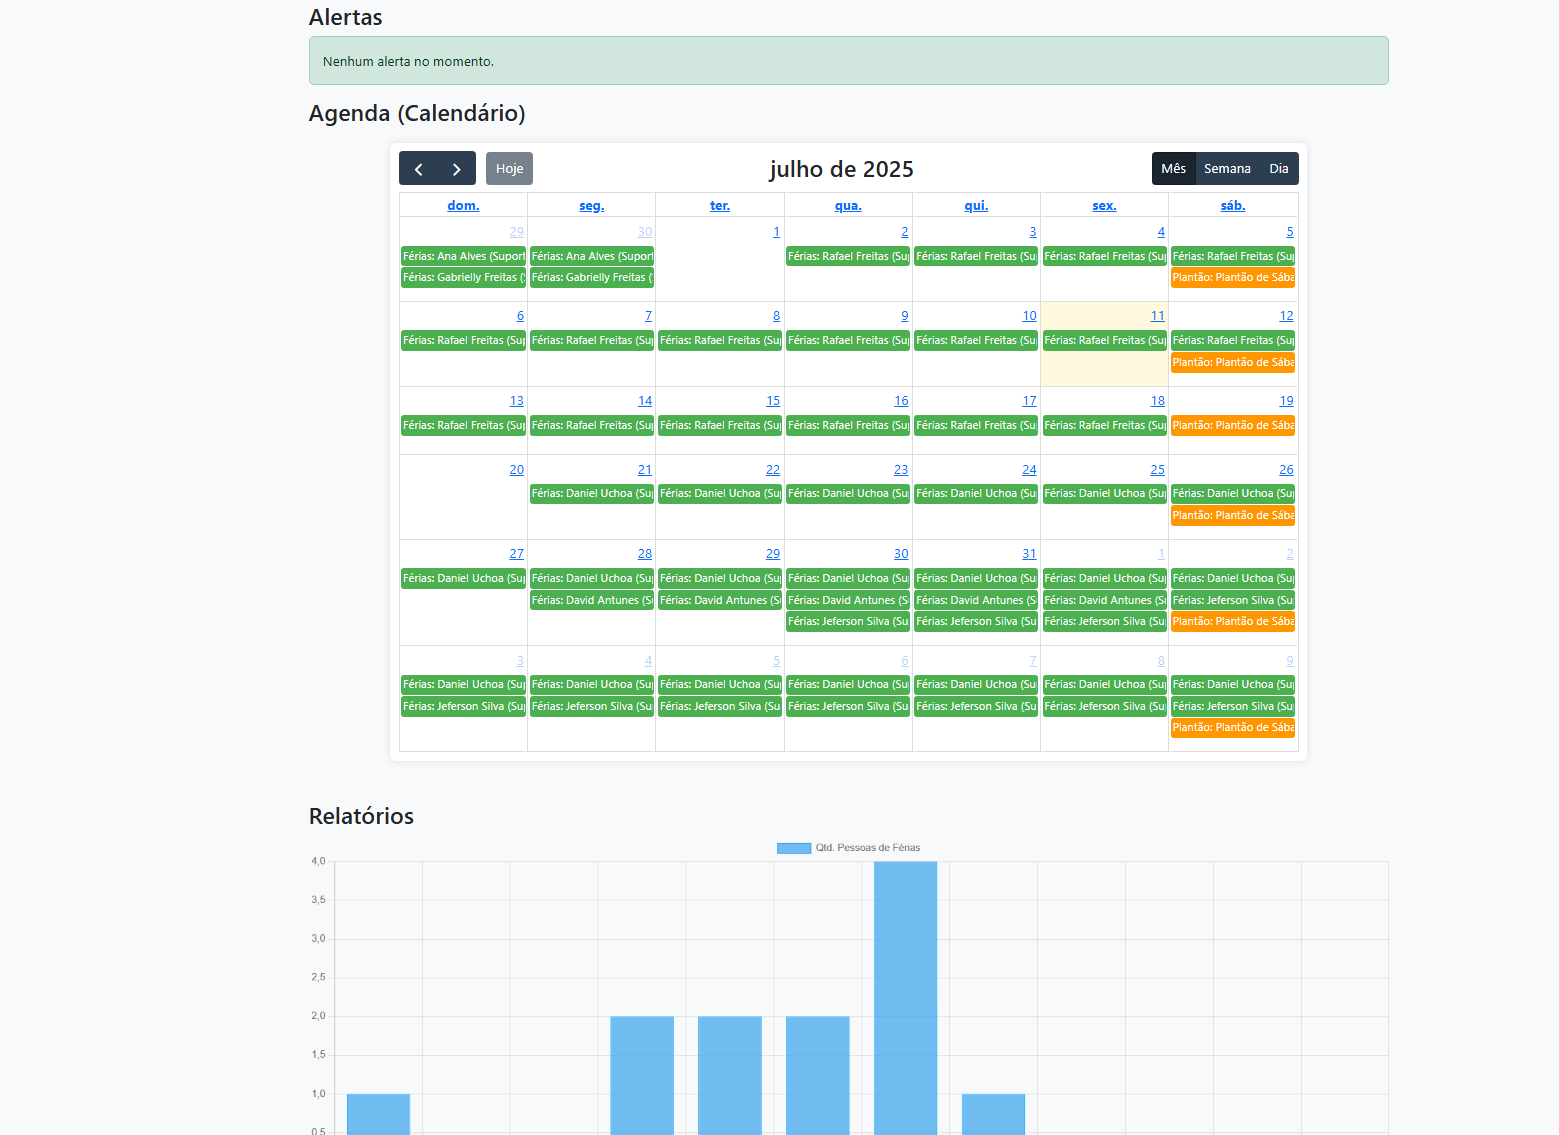 Alertas
Nenhum alerta no momento.
Agenda (Calendário)
Hoje julho de 2025 Mês Semana Dia
dom. seg. ter. qua. qui. sex. sáb.
29 30 1 2 3 4 5
Férias: Ana Alves (Suport Férias: Ana Alves (Suport Férias: Rafael Freitas (Su Férias: Rafael Freitas (Su Férias: Rafael Freitas (Su Férias: Rafael Freitas (Su
Férias: Gabrielly Freitas ( Férias: Gabrielly Freitas ( Plantão: Plantão de Sába
6 7 8 9 10 11 12
Férias: Rafael Freitas (Su Férias: Rafael Freitas (Su Férias: Rafael Freitas (Su Férias: Rafael Freitas (Su Férias: Rafael Freitas (Su Férias: Rafael Freitas (Su Férias: Rafael Freitas (Su
Plantão: Plantão de Sába
13 14 15 16 17 18 19
Férias: Rafael Freitas (Su Férias: Rafael Freitas (Su Férias: Rafael Freitas (Su Férias: Rafael Freitas (Su Férias: Rafael Freitas (Su Férias: Rafael Freitas (Su Plantão: Plantão de Sába
20 21 22 23 24 25 26
Férias: Daniel Uchoa (Su Férias: Daniel Uchoa (Su Férias: Daniel Uchoa (Su Férias: Daniel Uchoa (Su Férias: Daniel Uchoa (Su Férias: Daniel Uchoa (Su
Plantão: Plantão de Sába
27 28 29 30 31 1 2
Férias: Daniel Uchoa (Su Férias: Daniel Uchoa (Su Férias: Daniel Uchoa (Su Férias: Daniel Uchoa (Su Férias: Daniel Uchoa (Su Férias: Daniel Uchoa (Su Férias: Daniel Uchoa (Su
Férias: David Antunes (S Férias: David Antunes (S Férias: David Antunes (S Férias: David Antunes (S Férias: David Antunes (S Férias: Jeferson Silva (Su
Férias: Jeferson Silva (Su Férias: Jeferson Silva (Su Férias: Jeferson Silva (Su Plantão: Plantão de Sába
3 4 5 6 7 8 9
Férias: Daniel Uchoa (Su Férias: Daniel Uchoa (Su Férias: Daniel Uchoa (Su Férias: Daniel Uchoa (Su Férias: Daniel Uchoa (Su Férias: Daniel Uchoa (Su Férias: Daniel Uchoa (Su
Férias: Jeferson Silva (Su Férias: Jeferson Silva (Su Férias: Jeferson Silva (Su Férias: Jeferson Silva (Su Férias: Jeferson Silva (Su Férias: Jeferson Silva (Su Férias: Jeferson Silva (Su
Plantão: Plantão de Sába
Relatórios
Qtd. Pessoas de Férias
4,0
3,5
3,0
2,5
2,0
1,5
1,0
0,5